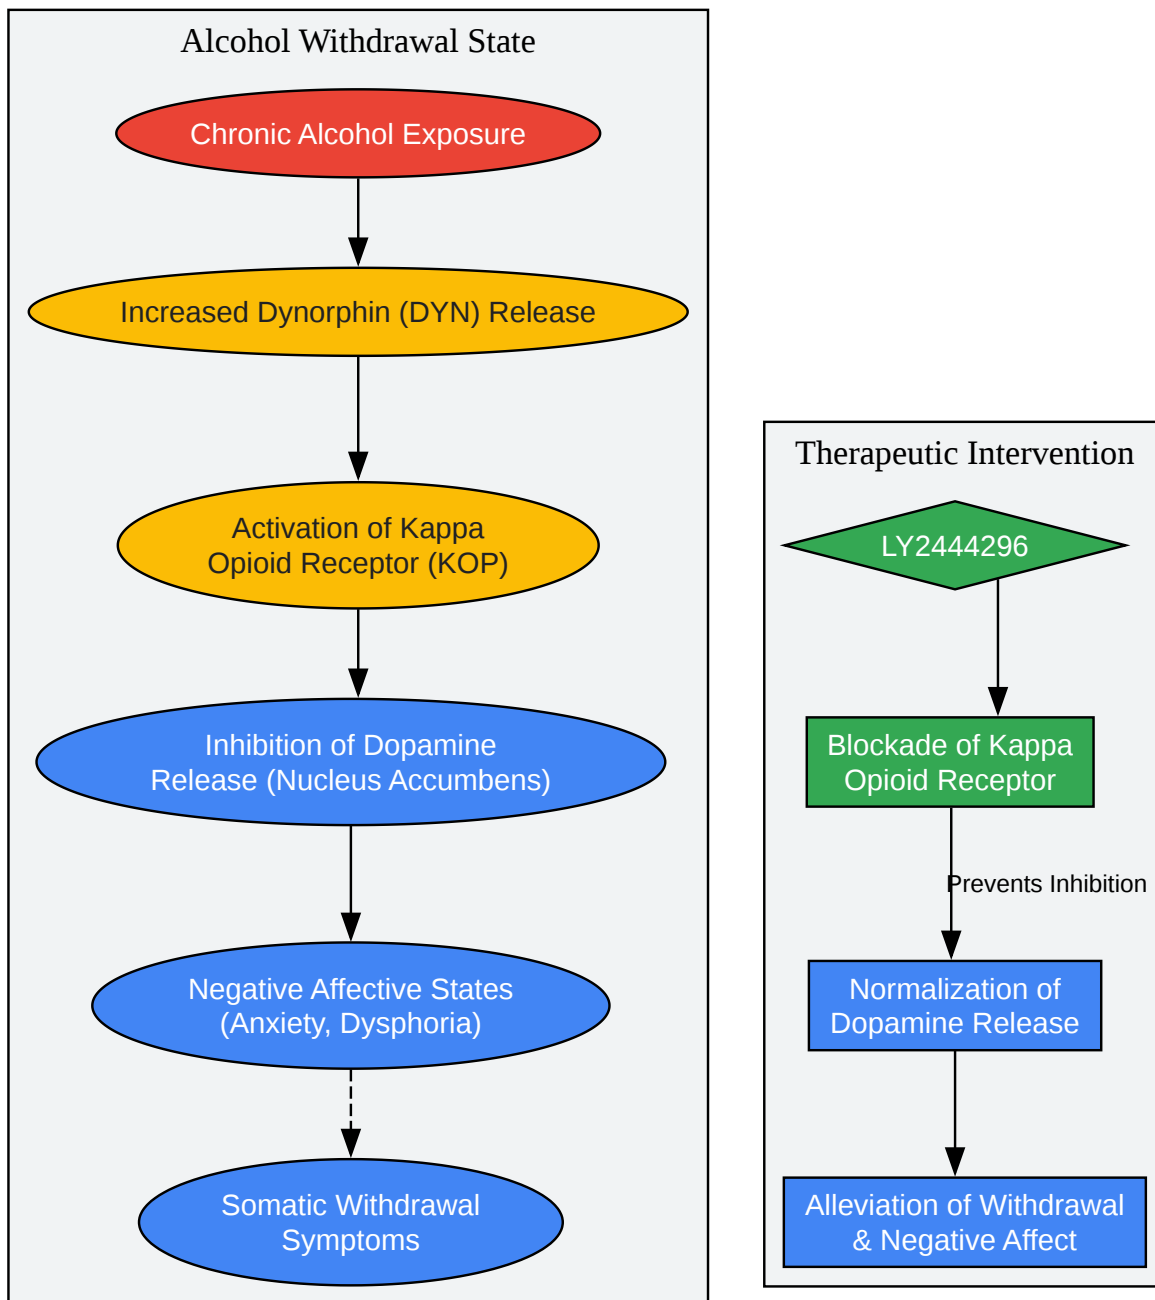 Alcohol Withdrawal State
Chronic Alcohol Exposure
Increased Dynorphin (DYN) Release
Activation of Kappa
Opioid Receptor (KOP)
Inhibition of Dopamine
Release (Nucleus Accumbens)
Negative Affective States
(Anxiety, Dysphoria)
Somatic Withdrawal
Symptoms
Therapeutic Intervention
LY2444296
Blockade of Kappa
Opioid Receptor
Prevents Inhibition
Normalization of
Dopamine Release
Alleviation of Withdrawal
& Negative Affect